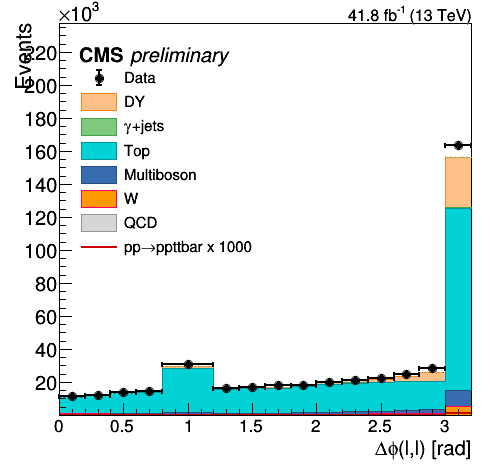 ×10³
41.8 fb⁻¹ (13 TeV)
Events
CMS preliminary
Data
DY
γ+jets
Top
Multiboson
W
QCD
pp→ppttbar x 1000
220
200
180
160
140
120
100
80
60
40
20
0 0.5 1 1.5 2 2.5 3
Δϕ(l,l) [rad]